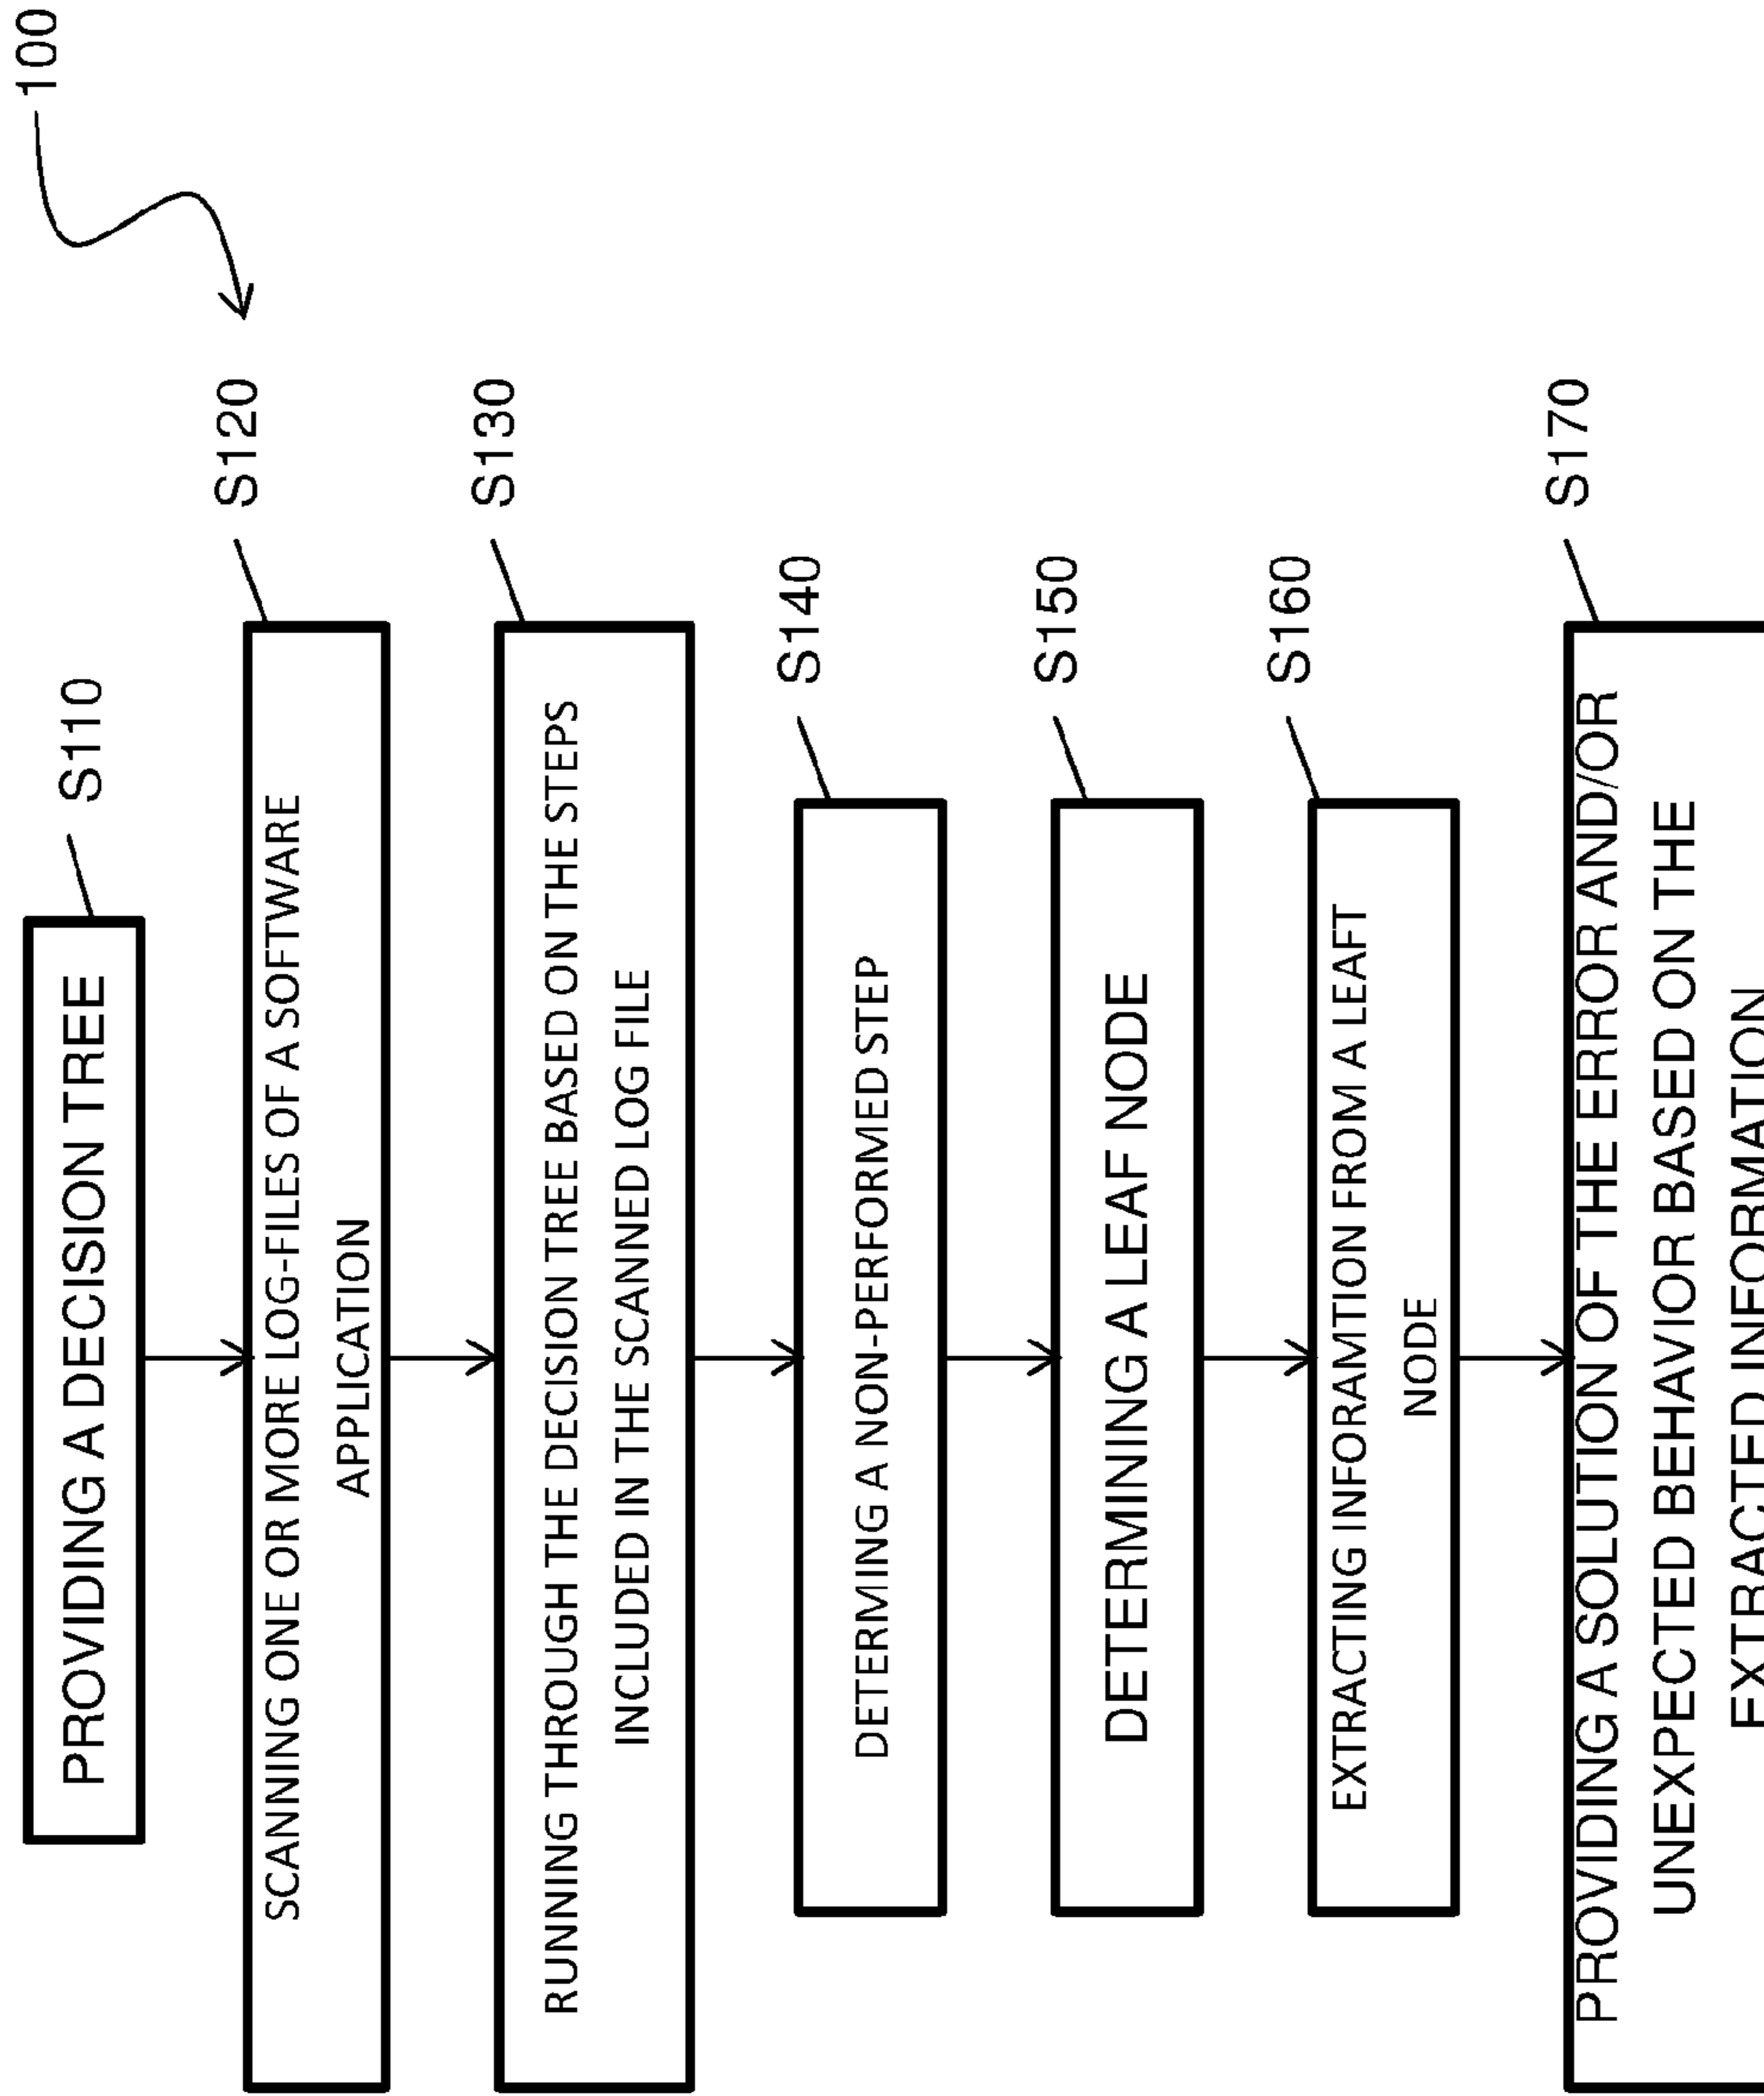 100
S110
PROVIDING A DECISION TREE
S120
SCANNING ONE OR MORE LOG-FILES OF A SOFTWARE
APPLICATION
S130
RUNNING THROUGH THE DECISION TREE BASED ON THE STEPS
INCLUDED IN THE SCANNED LOG FILE
S140
DETERMING A NON-PERFORMED STEP
S150
DETERMINING A LEAF NODE
S160
EXTRACTING INFORAMTION FROM A LEAFT
NODE
S170
PROVIDING A SOLUTION OF THE ERROR AND/OR
UNEXPECTED BEHAVIOR BASED ON THE
EXTRACTED INFORMATION